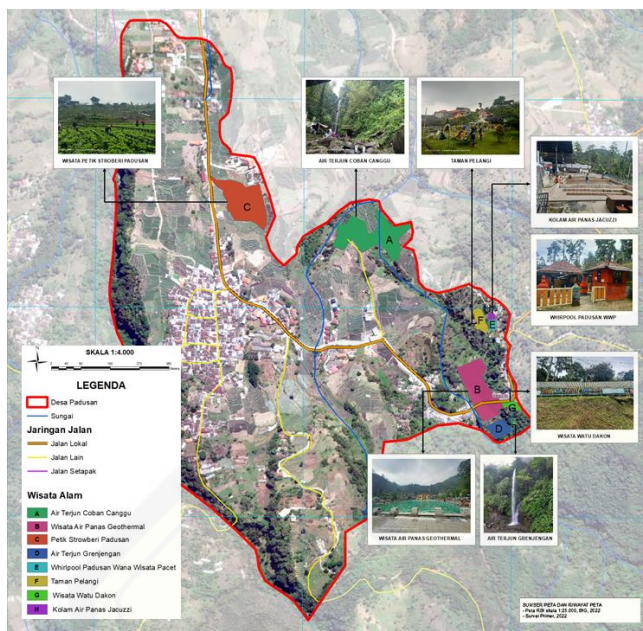 WISATA PETIK STROBERI PADUSAN
AIR TERJUN COBAN CANGGU
TAMAN PELANGI
KOLAM AIR PANAS JACUZZI
WHIRPOOL PADUSAN WWP
WISATA WATU DAKON
WISATA AIR PANAS GEOTHERMAL
AIR TERJUN GRENJENGAN
C
A
F
E
B
G
D
SKALA 1:4.000
LEGENDA
Desa Padusan
Sungai
Jaringan Jalan
Jalan Lokal
Jalan Lain
Jalan Setapak
Wisata Alam
A Air Terjun Coban Canggu
B Wisata Air Panas Geothermal
C Petik Strowberi Padusan
D Air Terjun Grenjengan
E Whirlpool Padusan Wana Wisata Pacet
F Taman Pelangi
G Wisata Watu Dakon
H Kolam Air Panas Jacuzzi
SUMBER PETA DAN RIWAYAT PETA
- Peta RBI skala 1:25.000, BIG, 2022
- Survei Primer, 2022